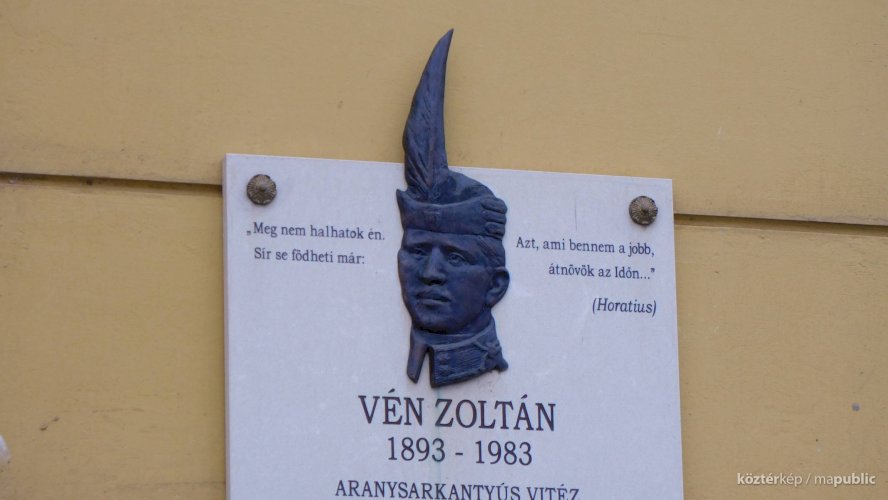 „Meg nem halhatok én.
Sír se födheti már:
Azt, ami bennem a jobb,
átnövök az Időn..."
(Horatius)
VÉN ZOLTÁN
1893 - 1983
ARANYSARKANTYÚS VITÉZ
köztérkép / mapublic